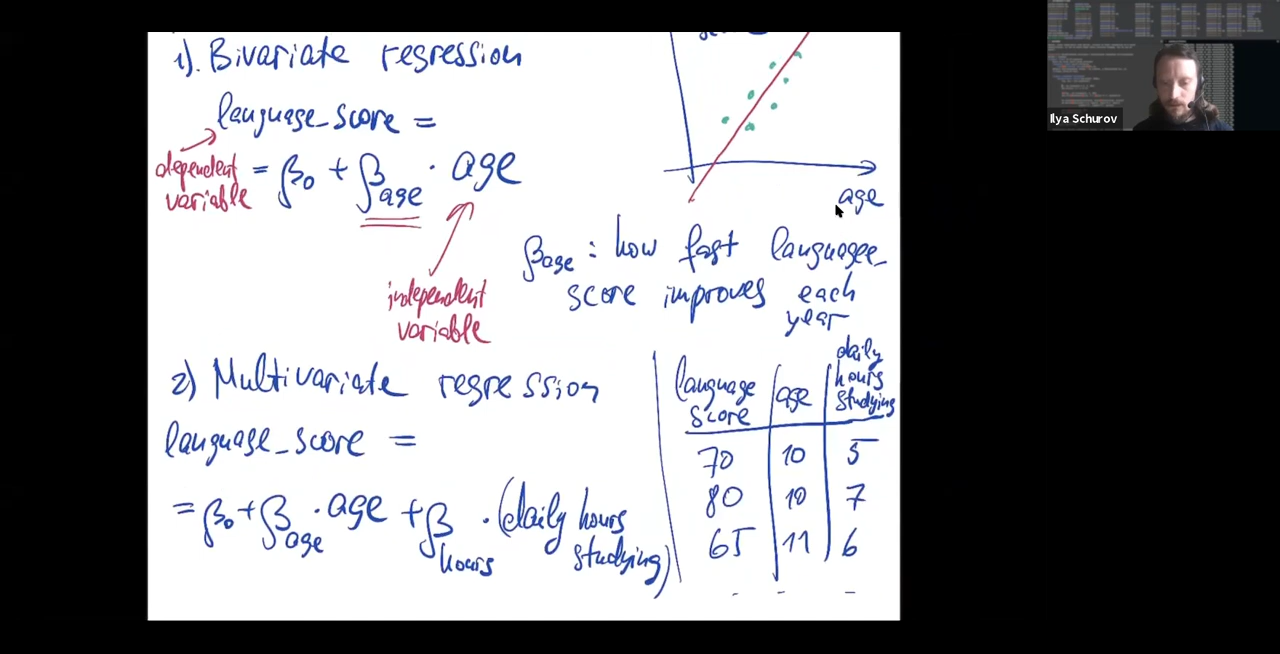 1). Bivariate regression
language_score =
dependent
variable
= β0 + βage · age
independent
variable
age
βage : how fast languagee_
score improves each
year
2) Multivariate regression
language_score =
= β0 + βage · age + βhours · (daily hours
studying)
language
score
age
daily
hours
studying
70 10 5
80 10 7
65 11 6
Ilya Schurov